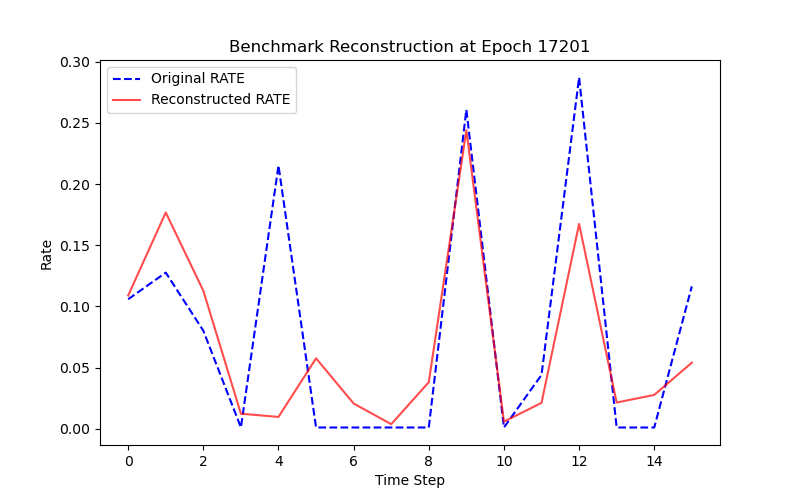 Benchmark Reconstruction at Epoch 17201
Original RATE
Reconstructed RATE
0.30
0.25
0.20
0.15
0.10
0.05
0.00
Rate
0 2 4 6 8 10 12 14
Time Step